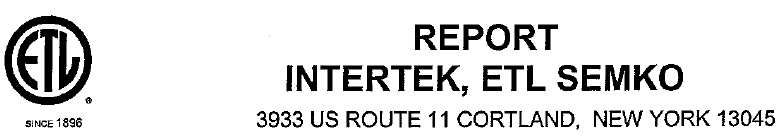 ETL
®
SINCE 1896
REPORT
INTERTEK, ETL SEMKO
3933 US ROUTE 11 CORTLAND, NEW YORK 13045